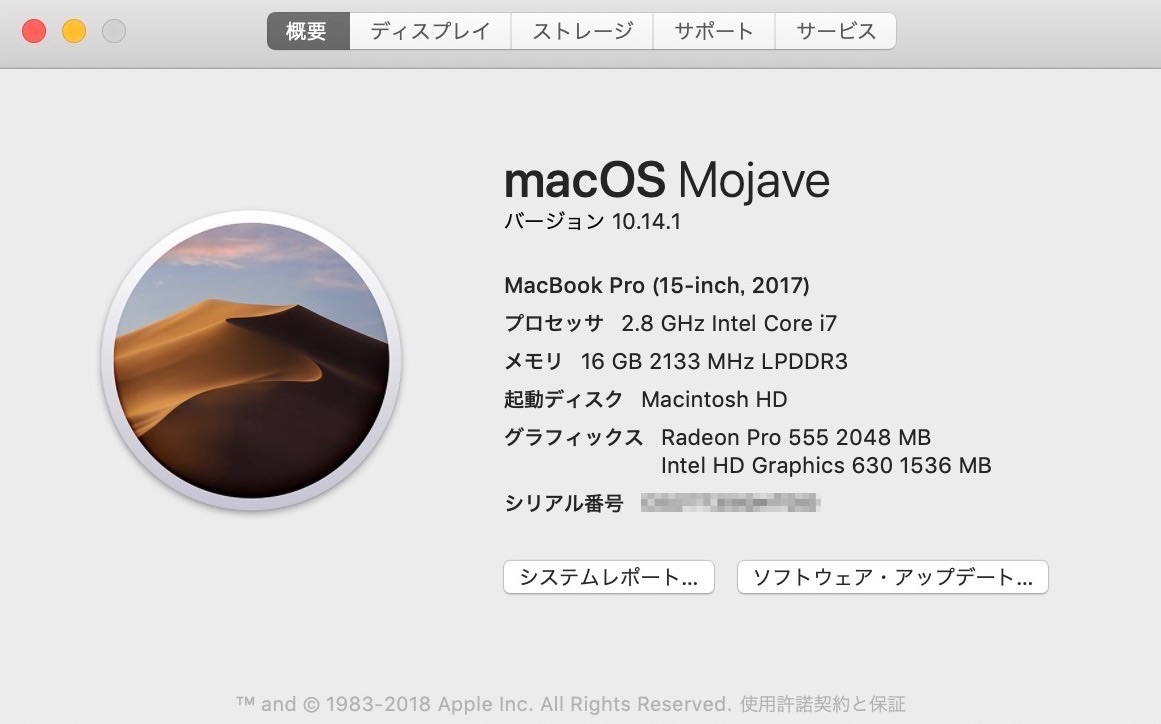 概要 ディスプレイ ストレージ サポート サービス
macOS Mojave
バージョン 10.14.1
MacBook Pro (15-inch, 2017)
プロセッサ 2.8 GHz Intel Core i7
メモリ 16 GB 2133 MHz LPDDR3
起動ディスク Macintosh HD
グラフィックス Radeon Pro 555 2048 MB
Intel HD Graphics 630 1536 MB
シリアル番号
システムレポート... ソフトウェア・アップデート...
™ and © 1983-2018 Apple Inc. All Rights Reserved. 使用許諾契約と保証